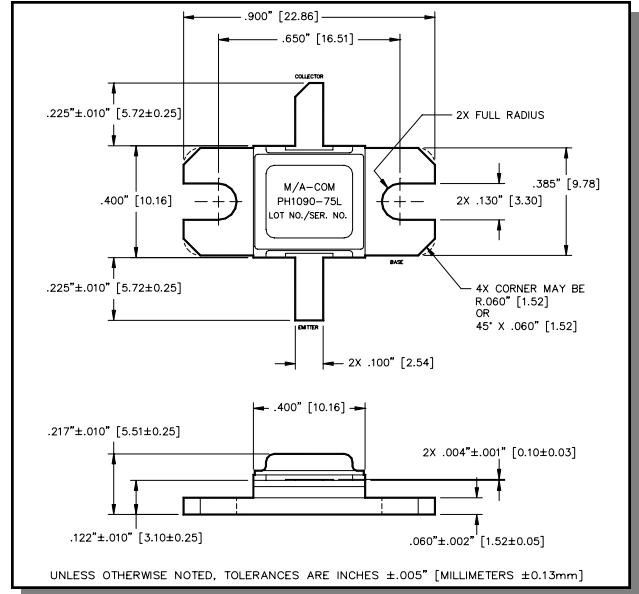 .900" [22.86]
.650" [16.51]
COLLECTOR
.225"±.010" [5.72±0.25]
2X FULL RADIUS
M/A-COM
PH1090-75L
LOT NO./SER. NO.
.400" [10.16]
.385" [9.78]
2X .130" [3.30]
BASE
.225"±.010" [5.72±0.25]
4X CORNER MAY BE
R.060" [1.52]
OR
45° X .060" [1.52]
EMITTER
2X .100" [2.54]
.400" [10.16]
.217"±.010" [5.51±0.25]
2X .004"±.001" [0.10±0.03]
.122"±.010" [3.10±0.25]
.060"±.002" [1.52±0.05]
UNLESS OTHERWISE NOTED, TOLERANCES ARE INCHES ±.005" [MILLIMETERS ±0.13mm]